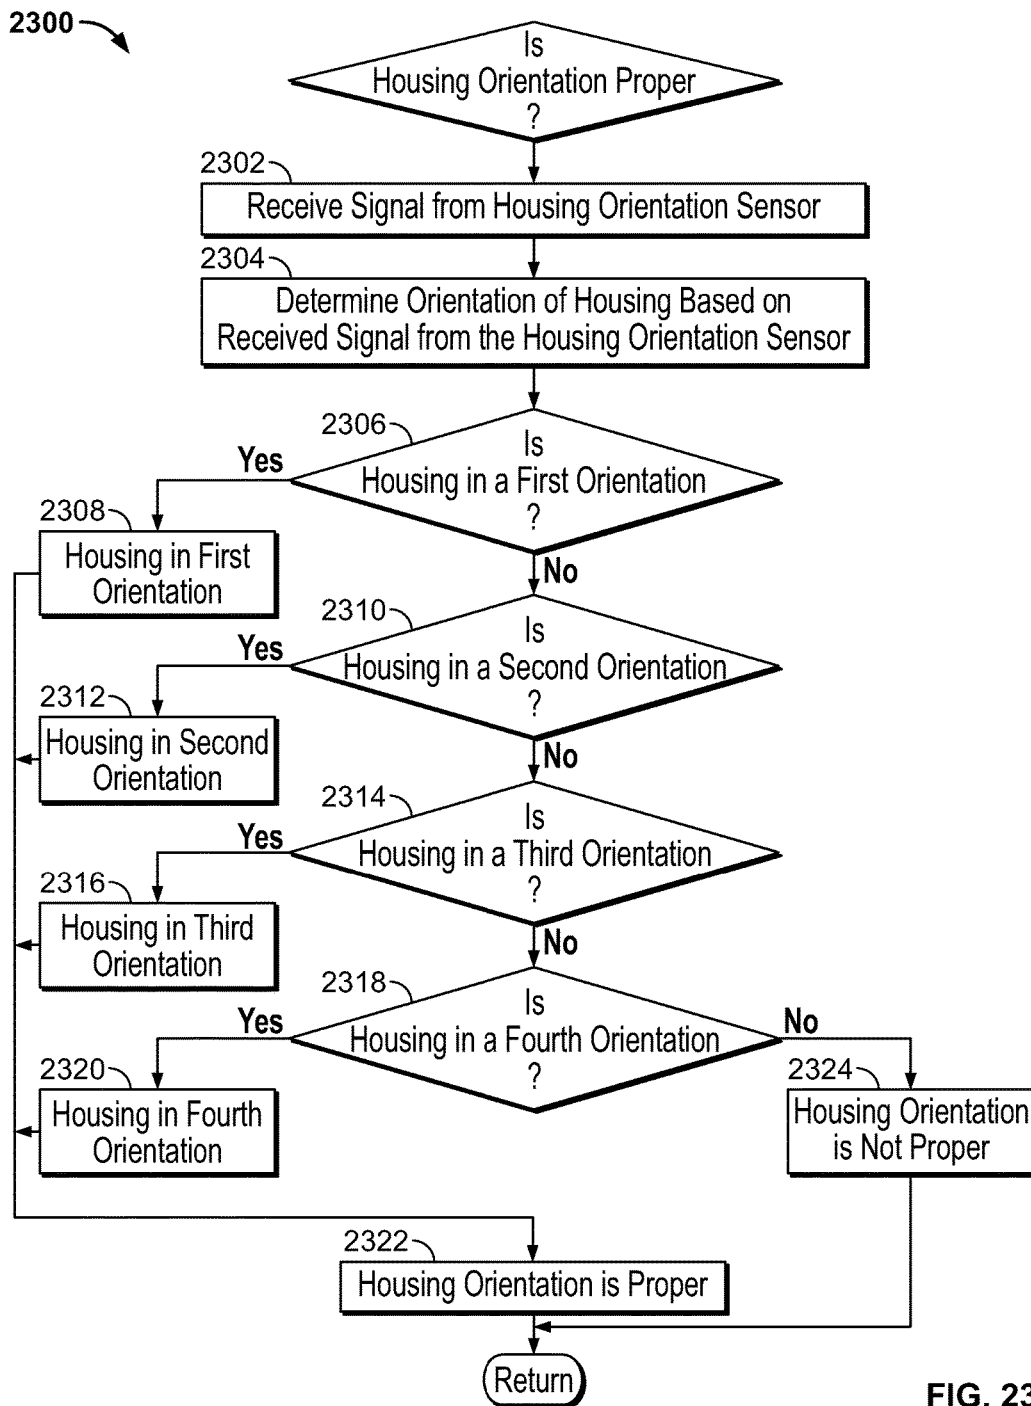 2300
Is
Housing Orientation Proper
?
2302
Receive Signal from Housing Orientation Sensor
2304
Determine Orientation of Housing Based on
Received Signal from the Housing Orientation Sensor
2306
Is
Housing in a First Orientation
?
Yes
No
2308
Housing in First
Orientation
2310
Is
Housing in a Second Orientation
?
Yes
No
2312
Housing in Second
Orientation
2314
Is
Housing in a Third Orientation
?
Yes
No
2316
Housing in Third
Orientation
2318
Is
Housing in a Fourth Orientation
?
Yes
No
2320
Housing in Fourth
Orientation
2324
Housing Orientation
is Not Proper
2322
Housing Orientation is Proper
Return
FIG. 23